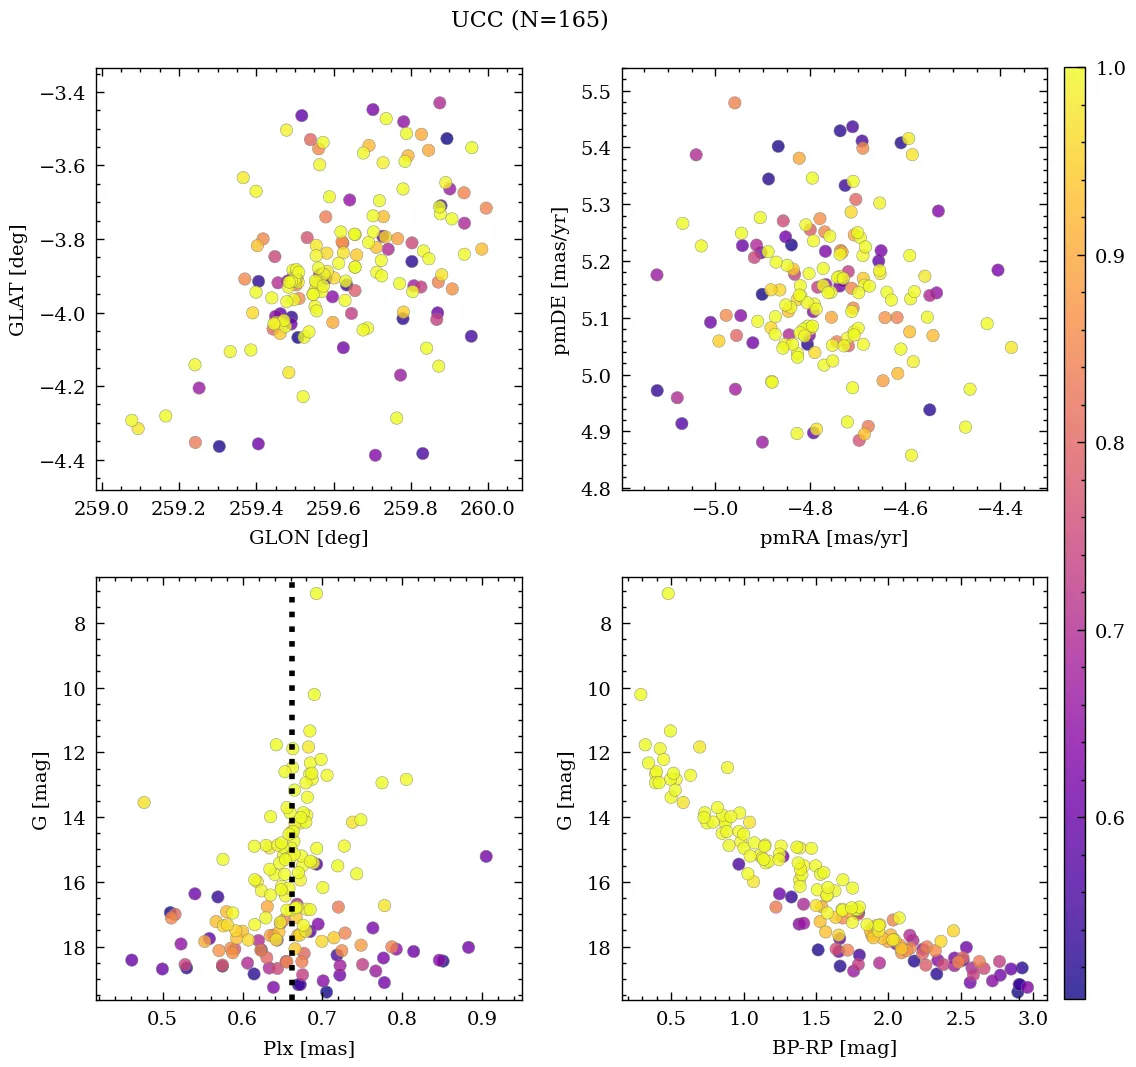 UCC (N=165)
−3.4
−3.6
−3.8
−4.0
−4.2
−4.4
GLAT [deg]
259.0 259.2 259.4 259.6 259.8 260.0
GLON [deg]
5.5
5.4
5.3
5.2
5.1
5.0
4.9
4.8
pmDE [mas/yr]
−5.0 −4.8 −4.6 −4.4
pmRA [mas/yr]
8
10
12
14
16
18
G [mag]
0.5 0.6 0.7 0.8 0.9
Plx [mas]
8
10
12
14
16
18
G [mag]
0.5 1.0 1.5 2.0 2.5 3.0
BP-RP [mag]
1.0
0.9
0.8
0.7
0.6